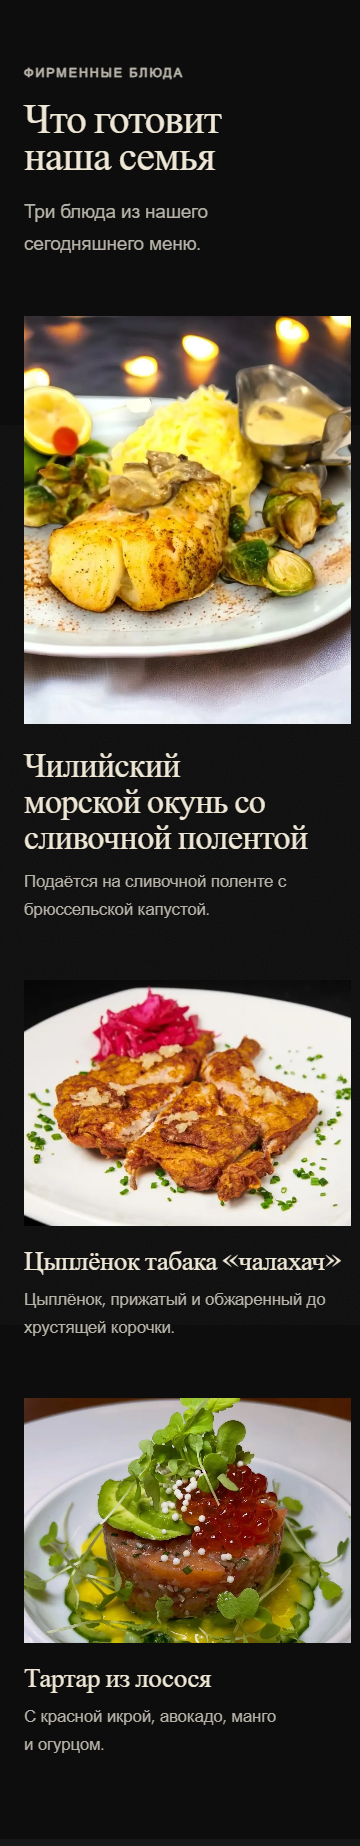 ФИРМЕННЫЕ БЛЮДА
Что готовит
наша семья
Три блюда из нашего
сегодняшнего меню.
Чилийский
морской окунь со
сливочной полентой
Подаётся на сливочной поленте с
брюссельской капустой.
Цыплёнок табака «чалахач»
Цыплёнок, прижатый и обжаренный до
хрустящей корочки.
Тартар из лосося
С красной икрой, авокадо, манго
и огурцом.